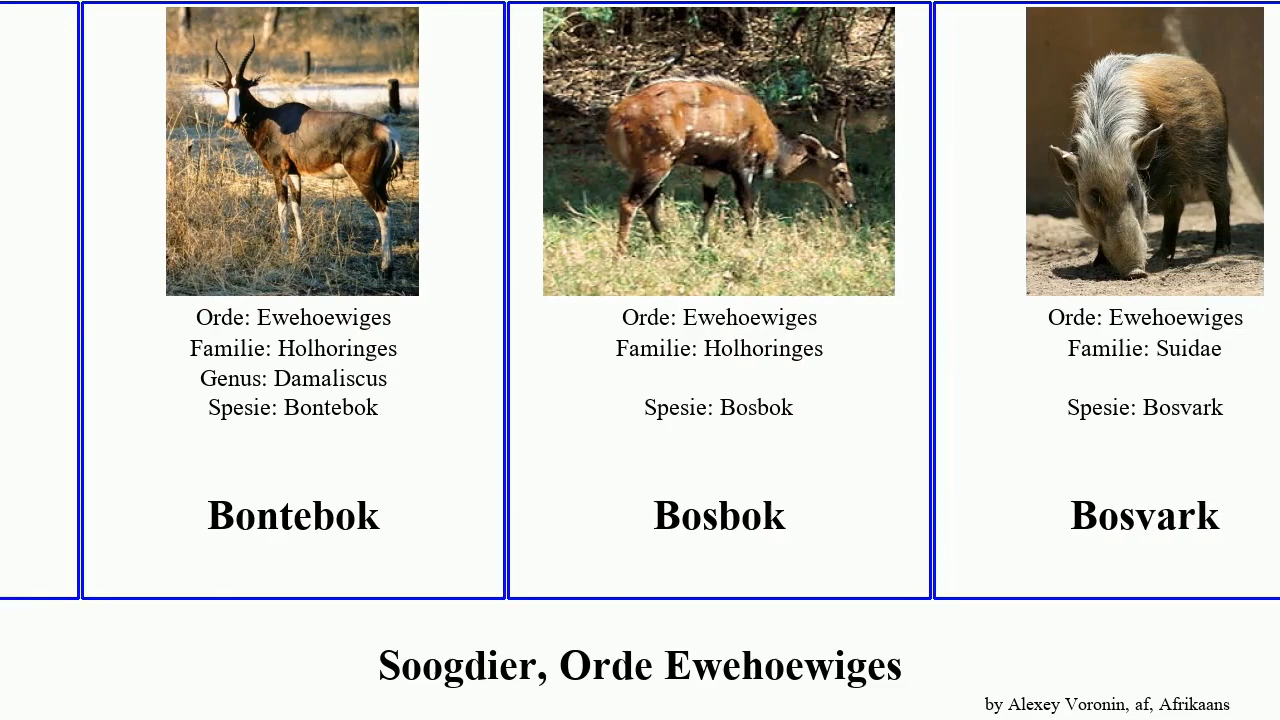 Orde: Ewehoewiges
Familie: Holhoringes
Genus: Damaliscus
Spesie: Bontebok
Bontebok
Orde: Ewehoewiges
Familie: Holhoringes
Spesie: Bosbok
Bosbok
Orde: Ewehoewiges
Familie: Suidae
Spesie: Bosvark
Bosvark
Soogdier, Orde Ewehoewiges
by Alexey Voronin, af, Afrikaans